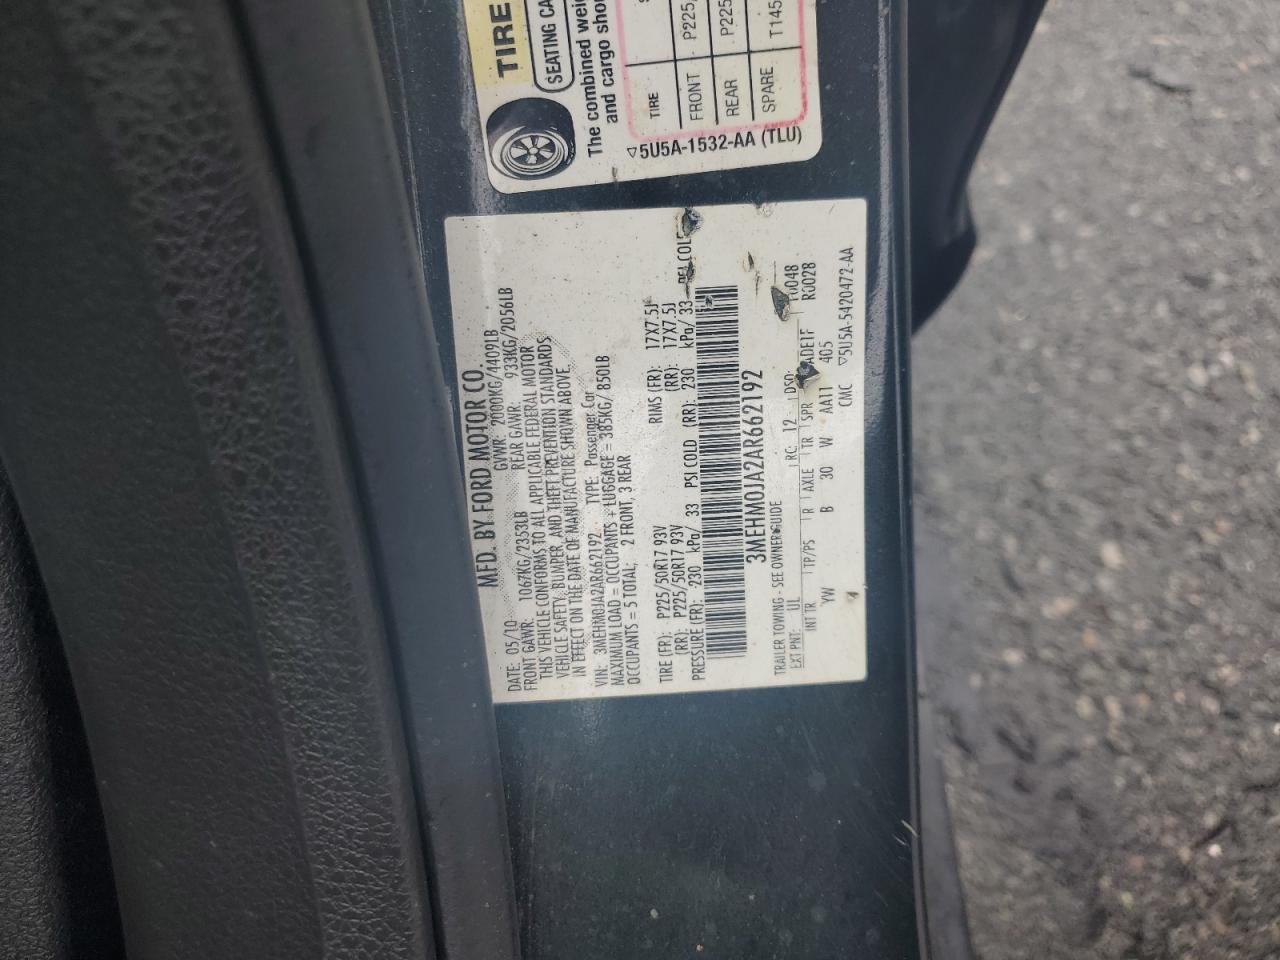 TIRE
SEATING CA
The combined wei
and cargo shou
TIRE
FRONT P225
REAR P225
SPARE T145
▽5U5A-1532-AA (TLU)
MFD. BY FORD MOTOR CO.
DATE: 05/10 GVWR: 2000KG/4409LB
FRONT GAWR: 1067KG/2353LB REAR GAWR: 933KG/2056LB
THIS VEHICLE CONFORMS TO ALL APPLICABLE FEDERAL MOTOR
VEHICLE SAFETY, BUMPER, AND THEFT PREVENTION STANDARDS
IN EFFECT ON THE DATE OF MANUFACTURE SHOWN ABOVE.
VIN: 3MEHM0JA2AR662192 TYPE: Passenger Car
MAXIMUM LOAD = OCCUPANTS + LUGGAGE = 385KG/ 850LB
OCCUPANTS = 5 TOTAL; 2 FRONT, 3 REAR
TIRE (FR): P225/50R17 93V RIMS (FR): 17X7.5J
(RR): P225/50R17 93V (RR): 17X7.5J
PRESSURE (FR): 230 kPa/ 33 PSI COLD (RR): 230 kPa/ 33 COLD
3MEHM0JA2AR662192
TRAILER TOWING - SEE OWNER GUIDE
EXT PNT: UL RC: 12 DSO: 0048
INT TR TP/PS R AXLE TR SPR ADE1F R0028
YW B 30 W AA11 4G5
CMC ▽5U5A-5420472-AA